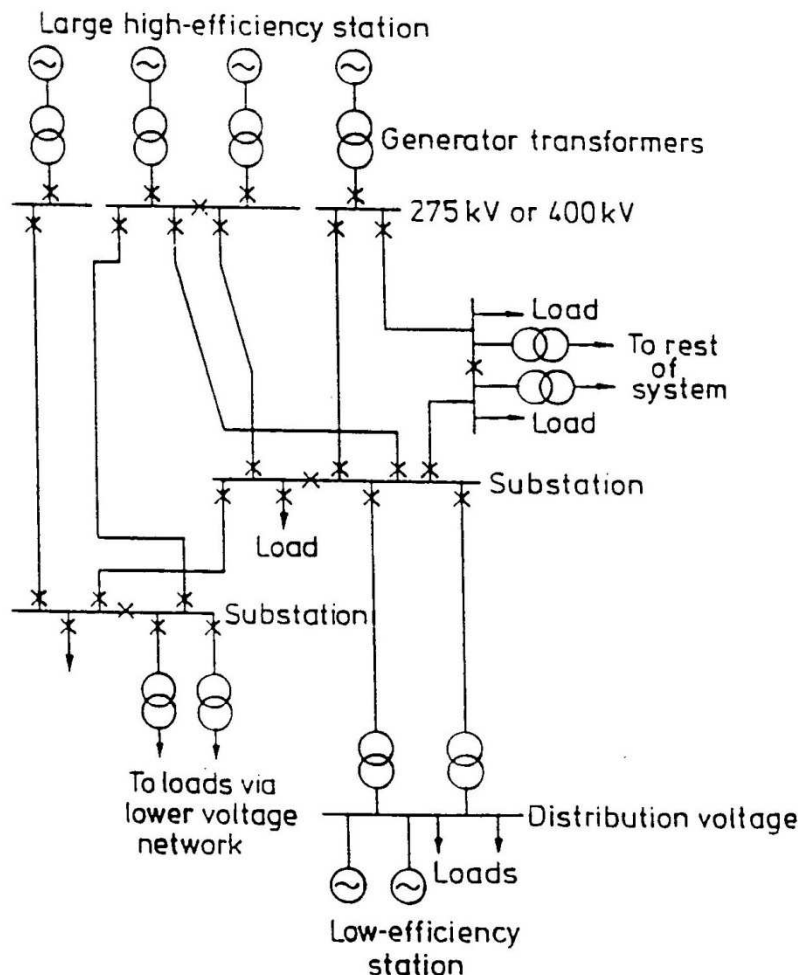 Large high-efficiency station
Generator transformers
275 kV or 400 kV
Load
To rest
of
system
Load
Substation
Load
Substation
To loads via
lower voltage
network
Distribution voltage
Loads
Low-efficiency
station